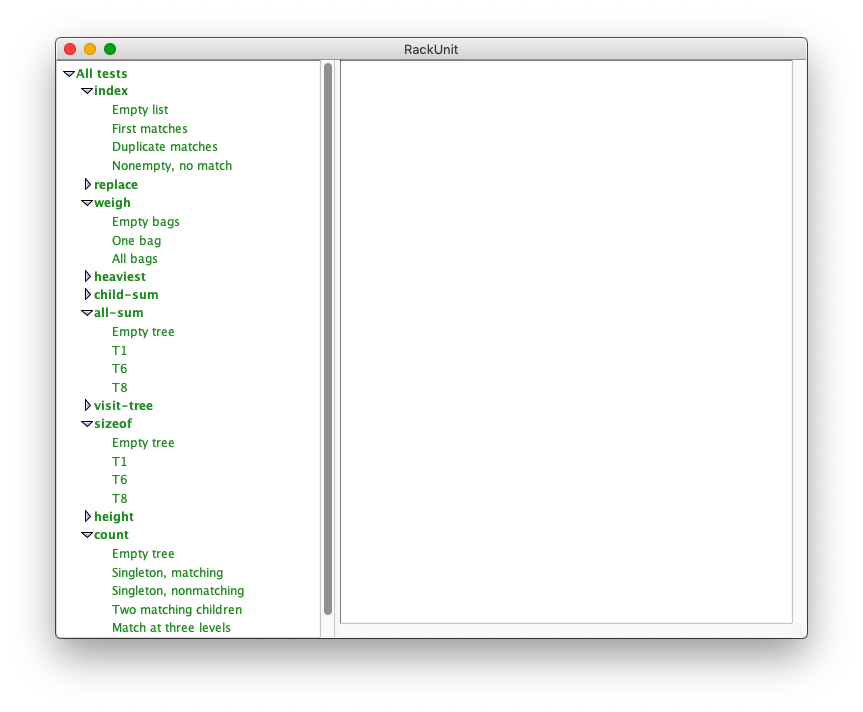 RackUnit
All tests
index
Empty list
First matches
Duplicate matches
Nonempty, no match
replace
weigh
Empty bags
One bag
All bags
heaviest
child-sum
all-sum
Empty tree
T1
T6
T8
visit-tree
sizeof
Empty tree
T1
T6
T8
height
count
Empty tree
Singleton, matching
Singleton, nonmatching
Two matching children
Match at three levels